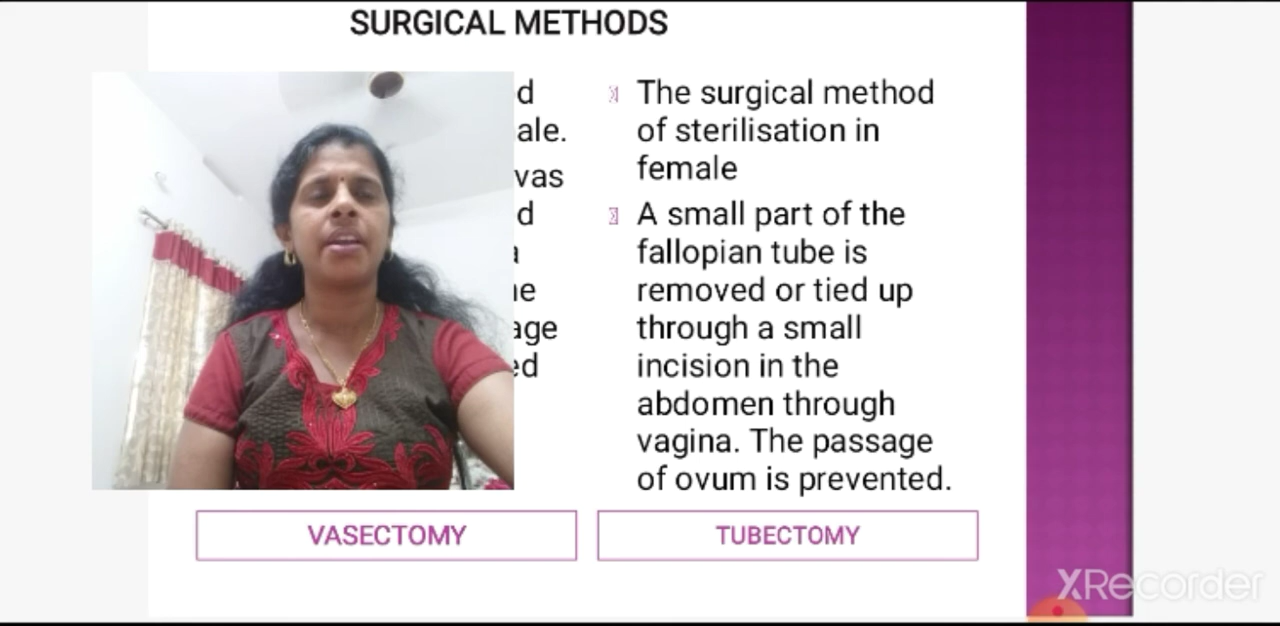 SURGICAL METHODS
ale.
vas
The surgical method
of sterilisation in
female
A small part of the
fallopian tube is
removed or tied up
through a small
incision in the
abdomen through
vagina. The passage
of ovum is prevented.
VASECTOMY
TUBECTOMY
XRecorder